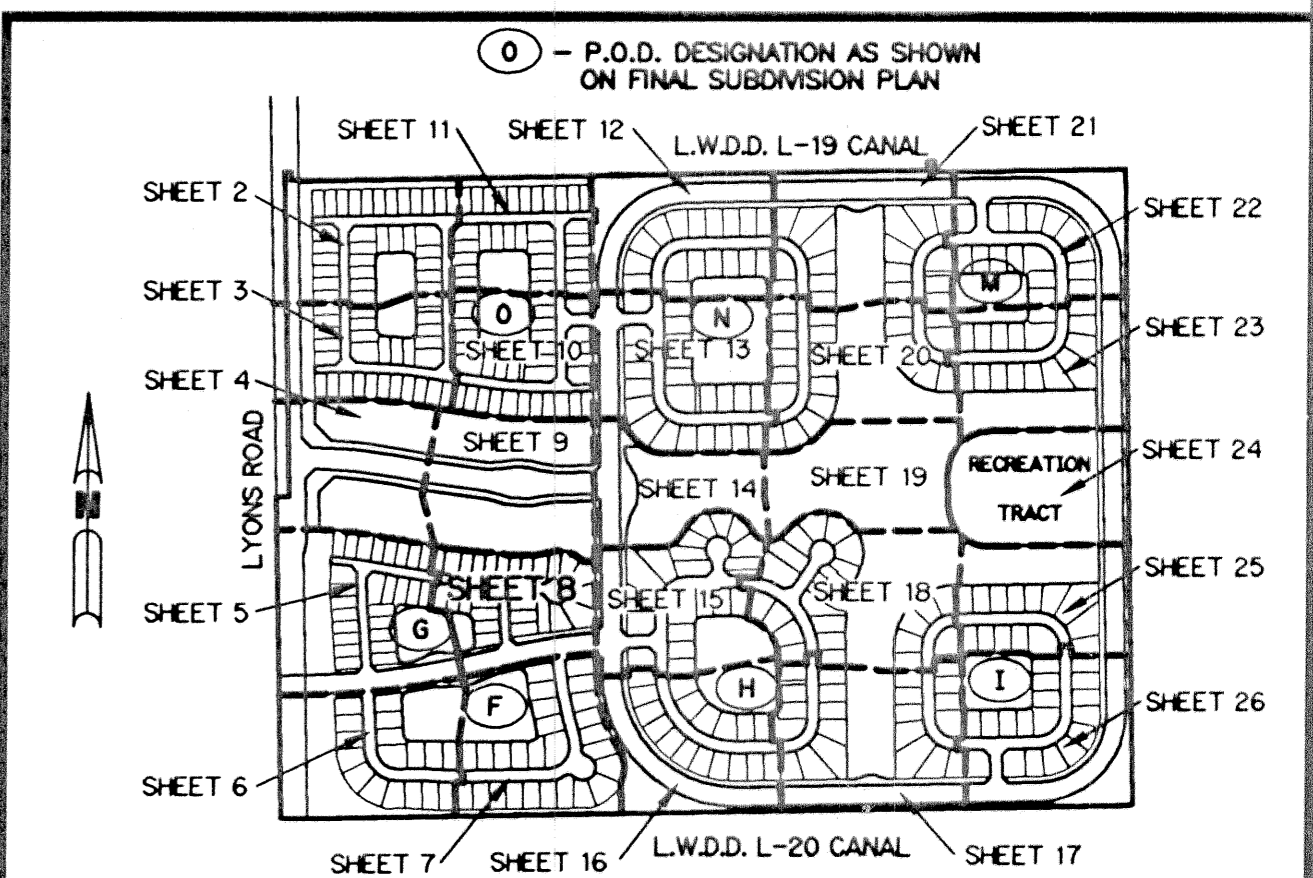 O - P.O.D. DESIGNATION AS SHOWN
ON FINAL SUBDIVISION PLAN
SHEET 11
SHEET 12
SHEET 21
L.W.D.D. L-19 CANAL
SHEET 2
SHEET 22
SHEET 3
M
O
N
SHEET 23
SHEET 10
SHEET 13
SHEET 20
SHEET 4
SHEET 9
SHEET 24
RECREATION
TRACT
SHEET 14
SHEET 19
LYONS ROAD
N
SHEET 25
SHEET 8
SHEET 15
SHEET 18
SHEET 5
G
H
I
F
SHEET 26
SHEET 6
SHEET 7
SHEET 16
L.W.D.D. L-20 CANAL
SHEET 17